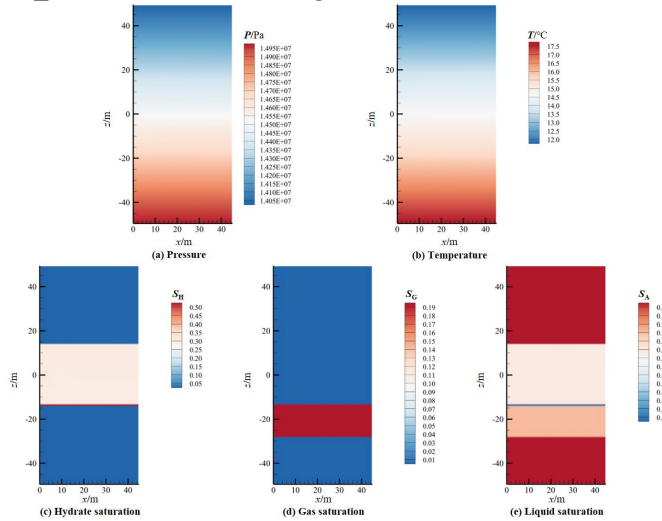 P/Pa
1.495E+07
1.490E+07
1.485E+07
1.480E+07
1.475E+07
1.470E+07
1.465E+07
1.460E+07
1.455E+07
1.450E+07
1.445E+07
1.440E+07
1.435E+07
1.430E+07
1.425E+07
1.420E+07
1.415E+07
1.410E+07
1.405E+07
z/m
40
20
0
-20
-40
0 10 20 30 40
x/m
(a) Pressure
T/°C
17.5
17.0
16.5
16.0
15.5
15.0
14.5
14.0
13.5
13.0
12.5
12.0
z/m
40
20
0
-20
-40
0 10 20 30 40
x/m
(b) Temperature
SH
0.50
0.45
0.40
0.35
0.30
0.25
0.20
0.15
0.10
0.05
z/m
40
20
0
-20
-40
0 10 20 30 40
x/m
(c) Hydrate saturation
SG
0.19
0.18
0.17
0.16
0.15
0.14
0.13
0.12
0.11
0.10
0.09
0.08
0.07
0.06
0.05
0.04
0.03
0.02
0.01
z/m
40
20
0
-20
-40
0 10 20 30 40
x/m
(d) Gas saturation
SA
z/m
40
20
0
-20
-40
0 10 20 30 40
x/m
(e) Liquid saturation